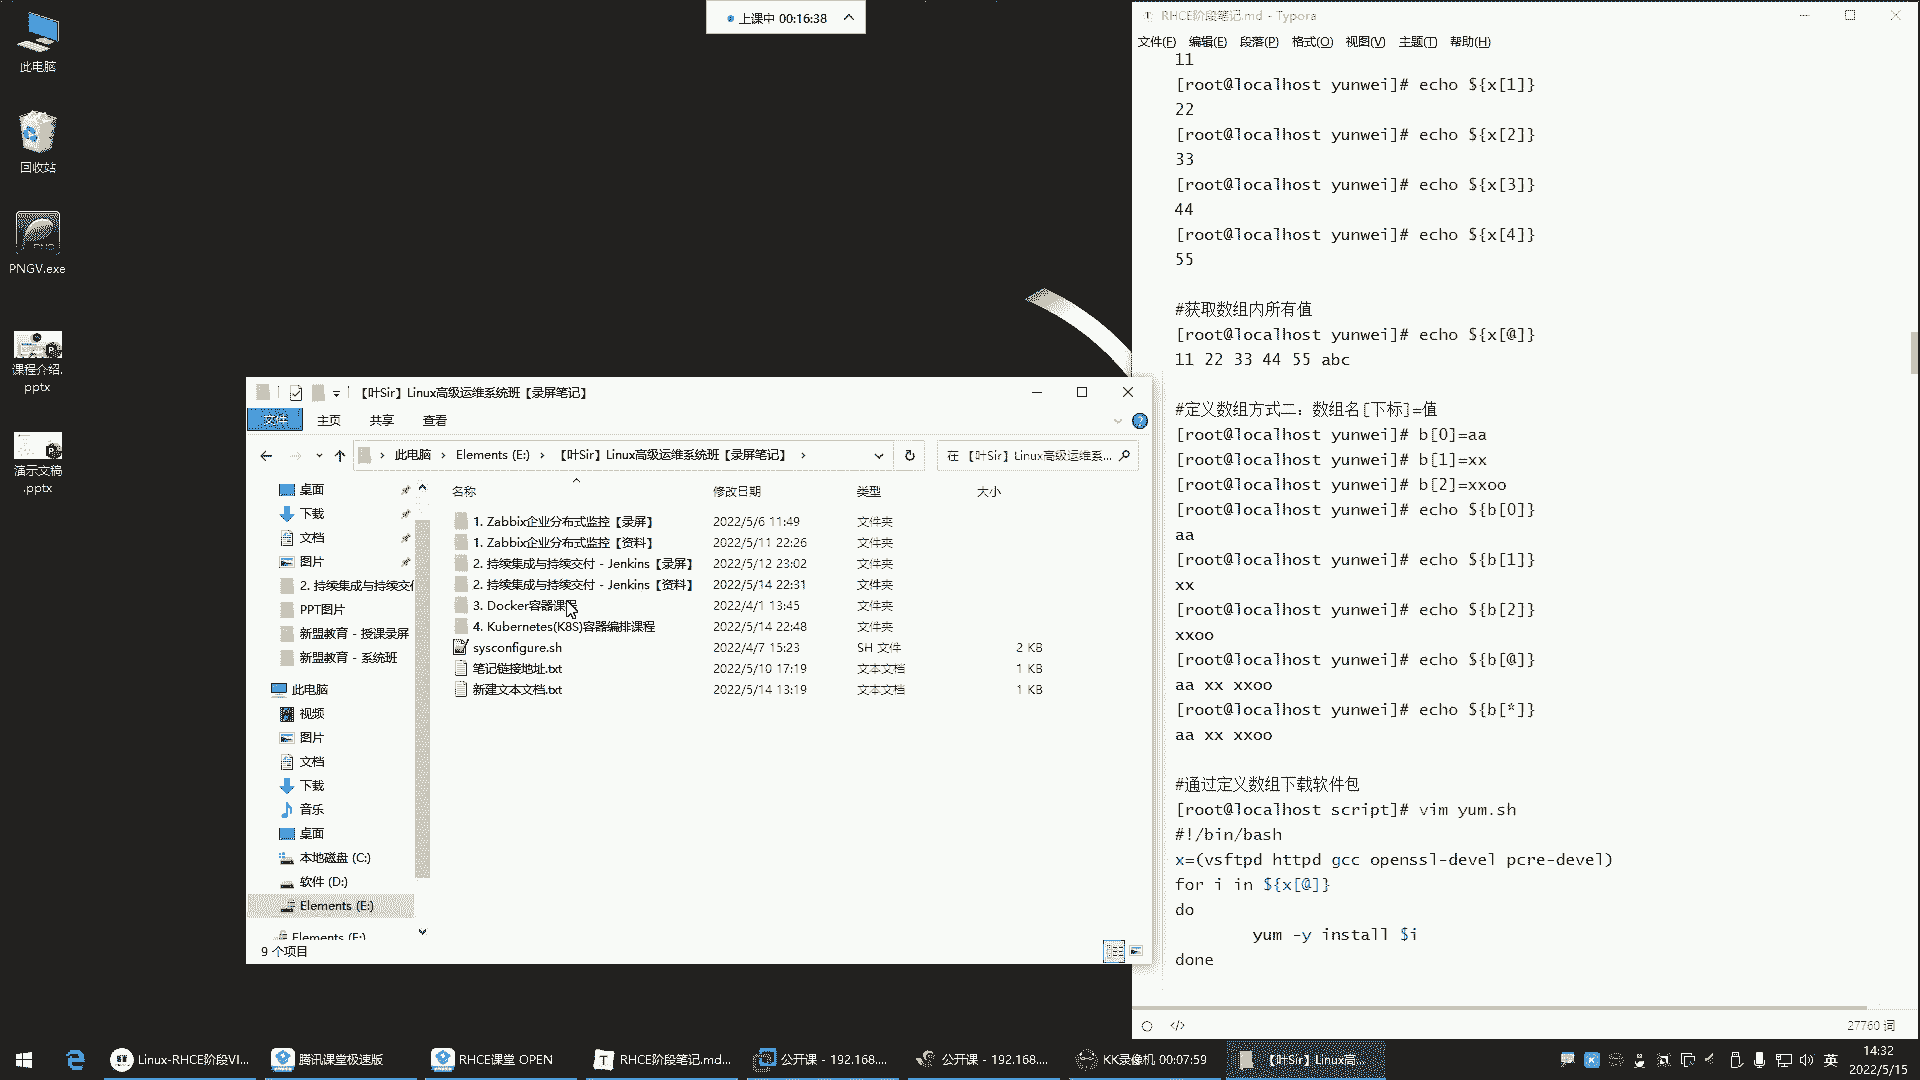 此电脑
回收站
PNGV.exe
课程介绍.
pptx
演示文稿
.pptx
上课中 00:16:38
RHCE阶段笔记.md - Typora
文件(F) 编辑(E) 段落(P) 格式(O) 视图(V) 主题(T) 帮助(H)
11
[root@localhost yunwei]# echo ${x[1]}
22
[root@localhost yunwei]# echo ${x[2]}
33
[root@localhost yunwei]# echo ${x[3]}
44
[root@localhost yunwei]# echo ${x[4]}
55
#获取数组内所有值
[root@localhost yunwei]# echo ${x[@]}
11 22 33 44 55 abc
#定义数组方式二：数组名[下标]=值
[root@localhost yunwei]# b[0]=aa
[root@localhost yunwei]# b[1]=xx
[root@localhost yunwei]# b[2]=xxoo
[root@localhost yunwei]# echo ${b[0]}
aa
[root@localhost yunwei]# echo ${b[1]}
xx
[root@localhost yunwei]# echo ${b[2]}
xxoo
[root@localhost yunwei]# echo ${b[@]}
aa xx xxoo
[root@localhost yunwei]# echo ${b[*]}
aa xx xxoo
#通过定义数组下载软件包
[root@localhost script]# vim yum.sh
#!/bin/bash
x=(vsftpd httpd gcc openssl-devel pcre-devel)
for i in ${x[@]}
do
yum -y install $i
done
27760 词
【叶Sir】Linux高级运维系统班【录屏笔记】
文件 主页 共享 查看
此电脑 Elements (E:) 【叶Sir】Linux高级运维系统班【录屏笔记】
在 【叶Sir】Linux高级运维系...
桌面
下载
文档
图片
2. 持续集成与持续交付
PPT图片
新盟教育 - 授课录屏
新盟教育 - 系统班
此电脑
视频
图片
文档
下载
音乐
桌面
本地磁盘 (C:)
软件 (D:)
Elements (E:)
Elements (F:)
名称 修改日期 类型 大小
1. Zabbix企业分布式监控【录屏】 2022/5/6 11:49 文件夹
1. Zabbix企业分布式监控【资料】 2022/5/11 22:26 文件夹
2. 持续集成与持续交付 - Jenkins【录屏】 2022/5/12 23:02 文件夹
2. 持续集成与持续交付 - Jenkins【资料】 2022/5/14 22:31 文件夹
3. Docker容器课程 2022/4/1 13:45 文件夹
4. Kubernetes(K8S)容器编排课程 2022/5/14 22:48 文件夹
sysconfigure.sh 2022/4/7 15:23 SH 文件 2 KB
笔记链接地址.txt 2022/5/10 17:19 文本文档 1 KB
新建文本文档.txt 2022/5/14 13:19 文本文档 1 KB
9 个项目
Linux-RHCE阶段VI...
腾讯课堂极速版
RHCE课堂 OPEN
RHCE阶段笔记.md...
公开课 - 192.168....
公开课 - 192.168....
KK录像机 00:07:59
【叶Sir】Linux高...
英
14:32
2022/5/15